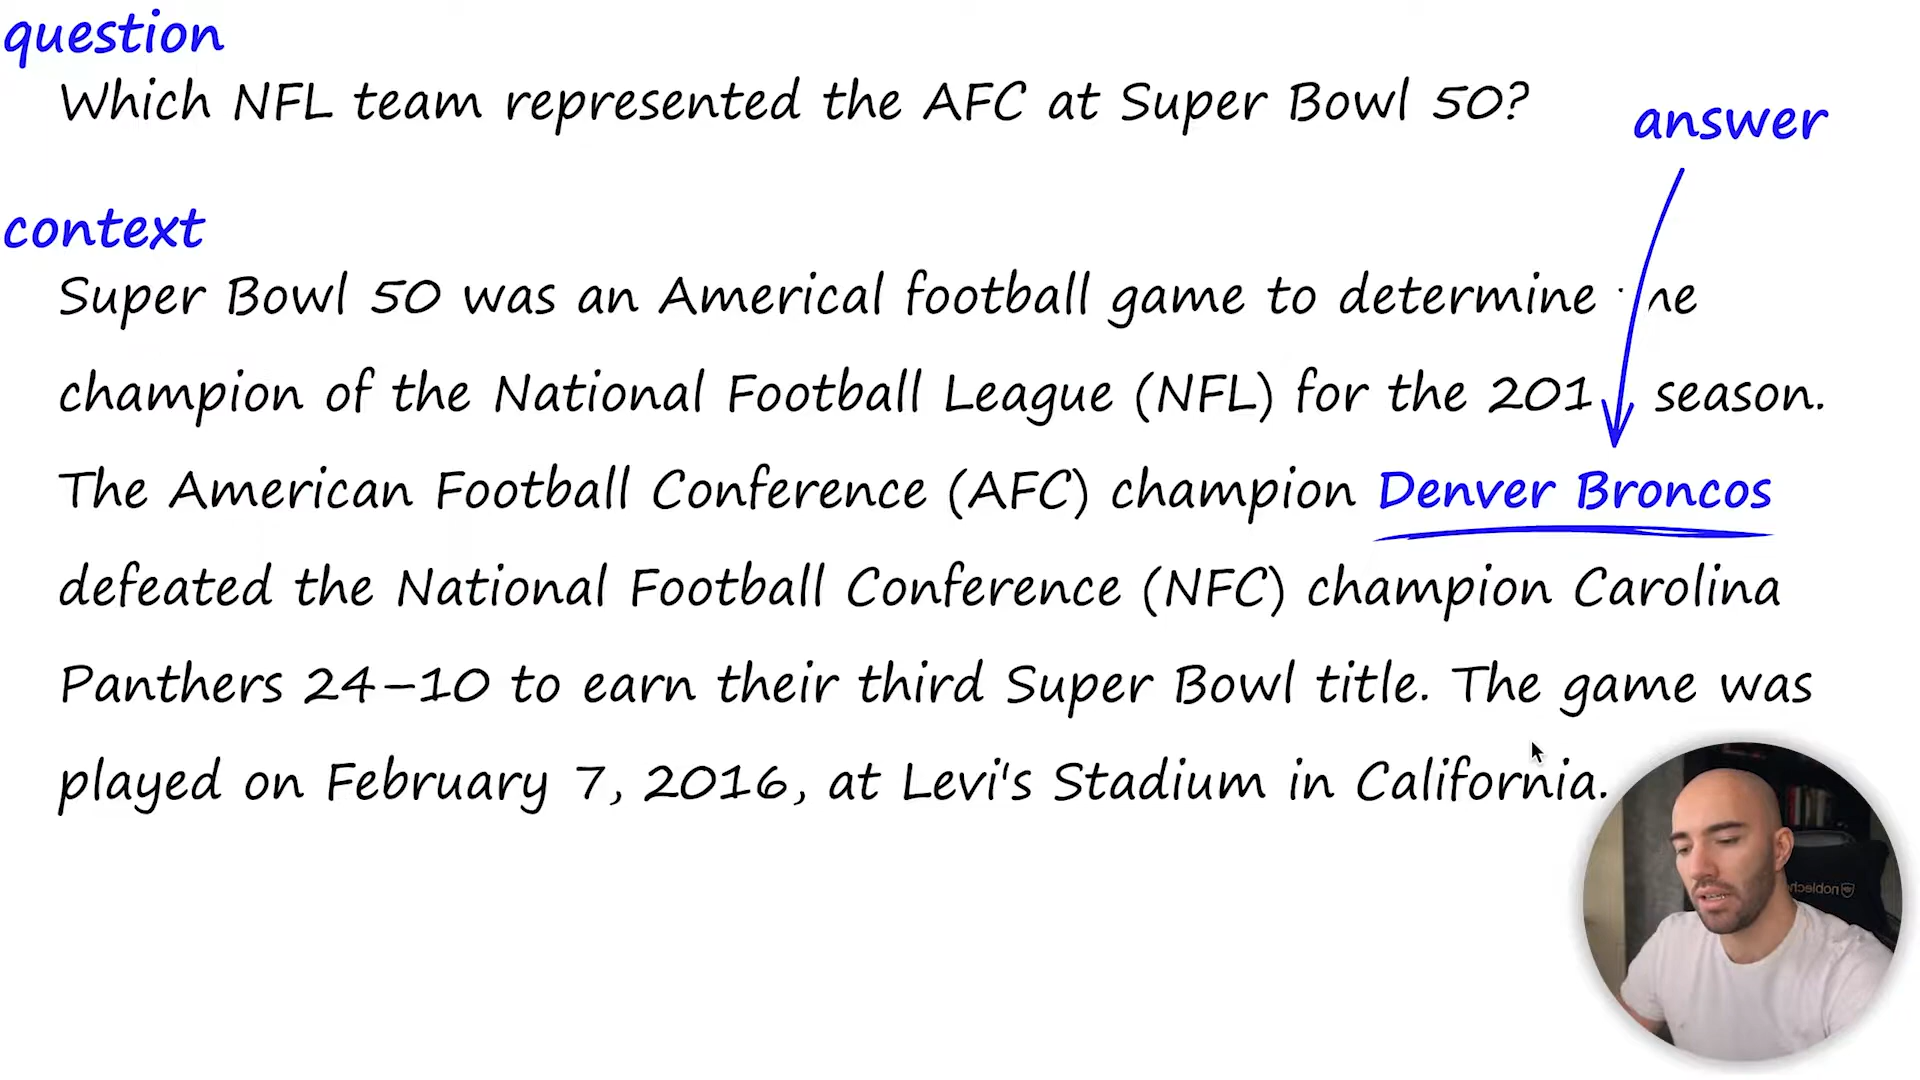 question
Which NFL team represented the AFC at Super Bowl 50?
answer
context
Super Bowl 50 was an Americal football game to determine
champion of the National Football League (NFL) for the 201 season.
The American Football Conference (AFC) champion Denver Broncos
defeated the National Football Conference (NFC) champion Carolina
Panthers 24–10 to earn their third Super Bowl title. The game was
played on February 7, 2016, at Levi's Stadium in California.